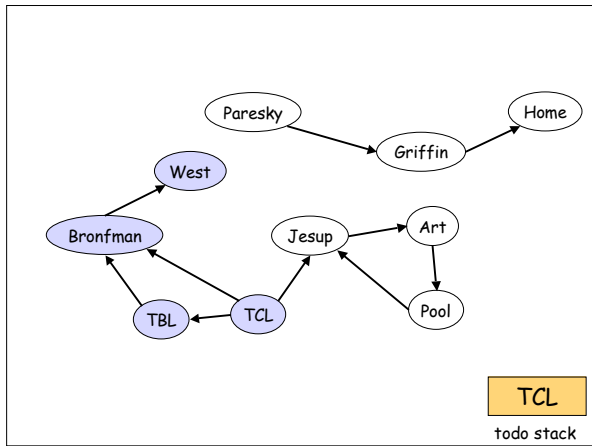 Paresky
Home
Griffin
West
Bronfman
Jesup
Art
TBL
TCL
Pool
TCL
todo stack